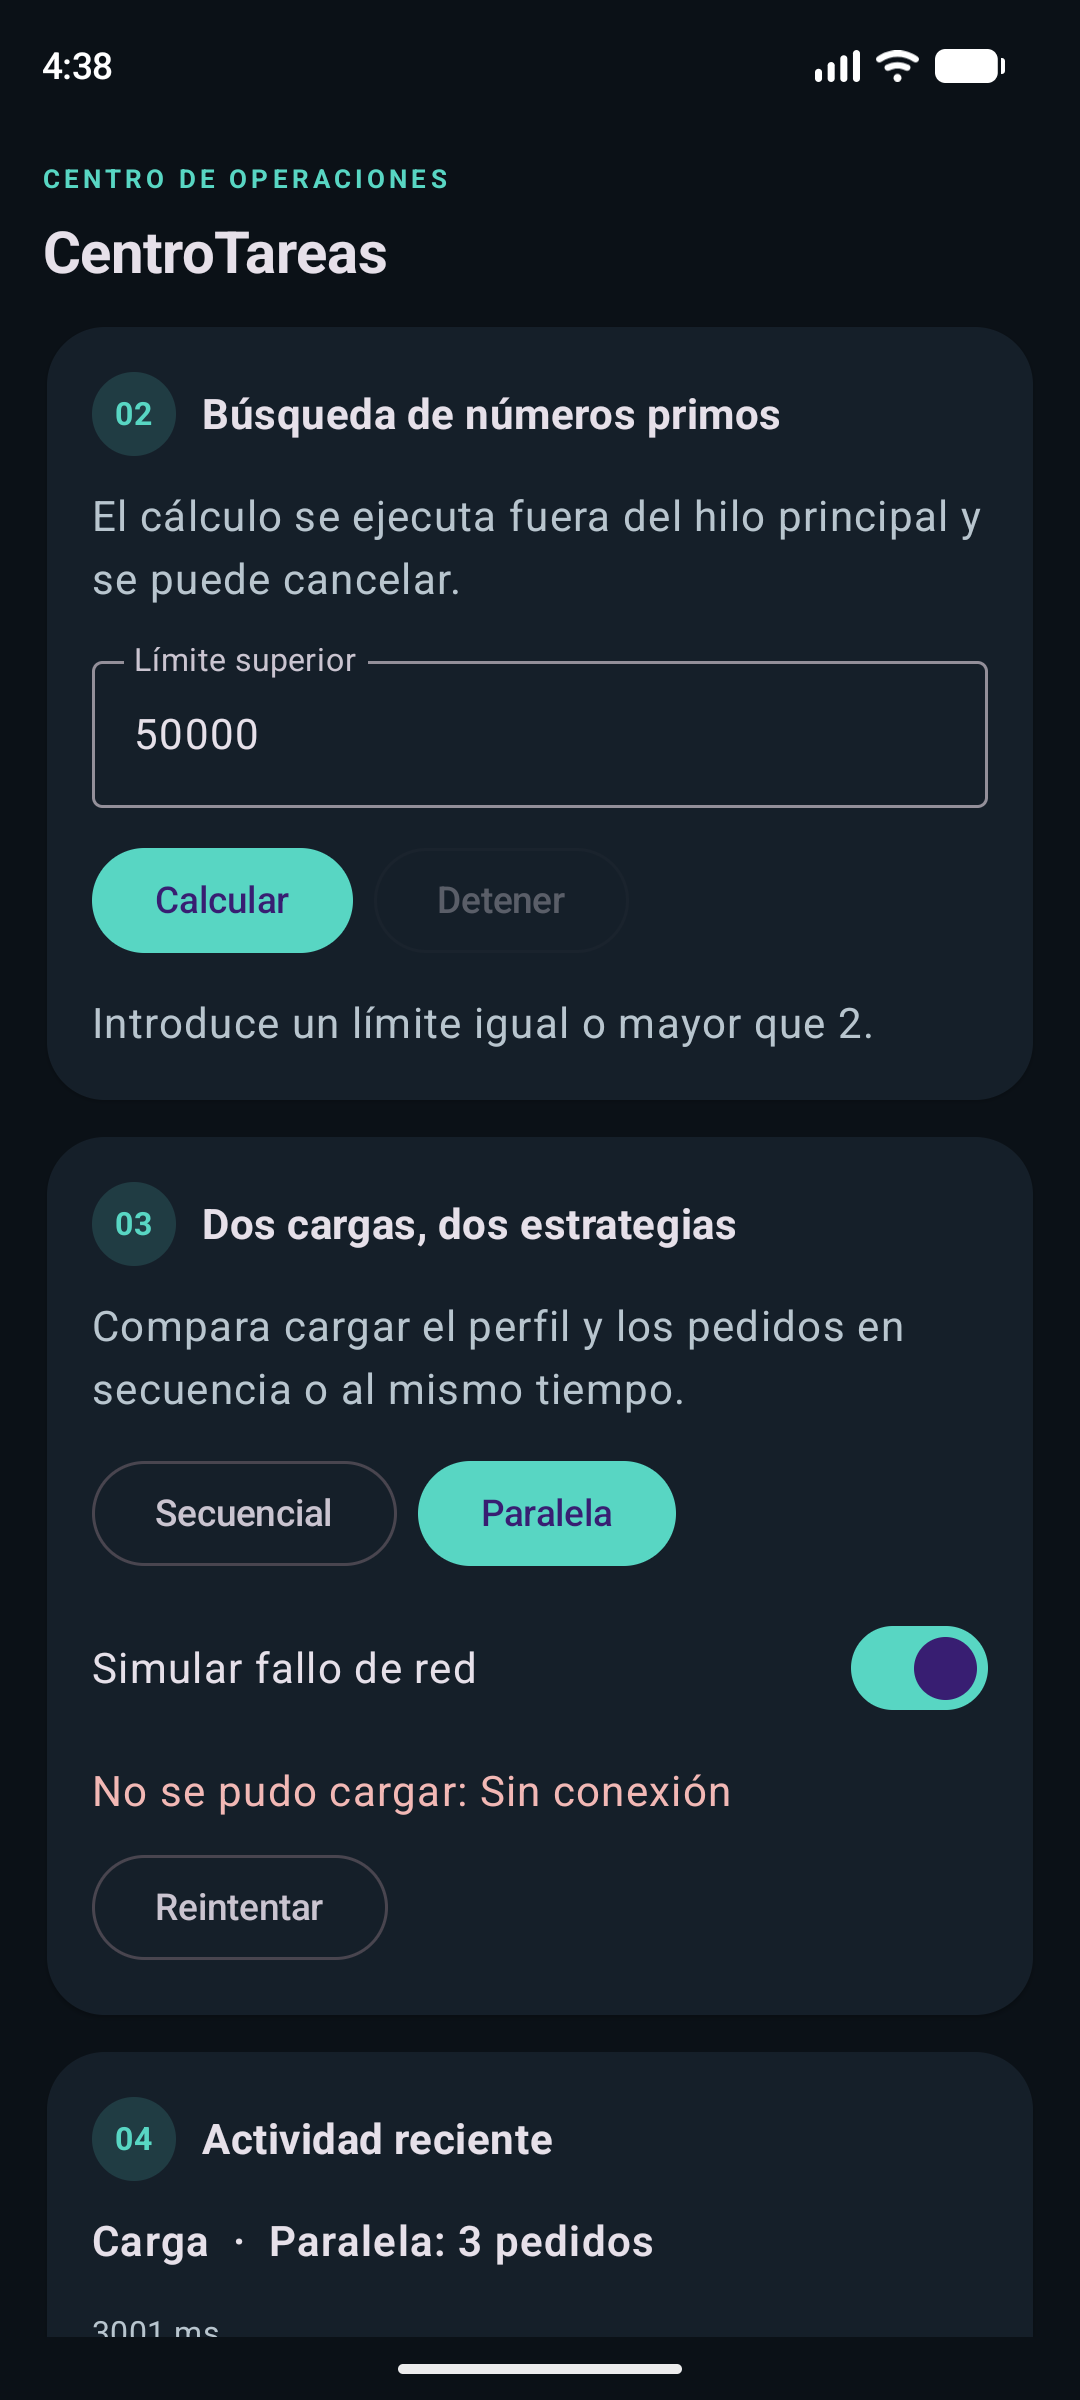 4:38
CENTRO DE OPERACIONES
CentroTareas
02 Búsqueda de números primos
El cálculo se ejecuta fuera del hilo principal y
se puede cancelar.
Límite superior
50000
Calcular Detener
Introduce un límite igual o mayor que 2.
03 Dos cargas, dos estrategias
Compara cargar el perfil y los pedidos en
secuencia o al mismo tiempo.
Secuencial Paralela
Simular fallo de red
No se pudo cargar: Sin conexión
Reintentar
04 Actividad reciente
Carga · Paralela: 3 pedidos
3001 ms